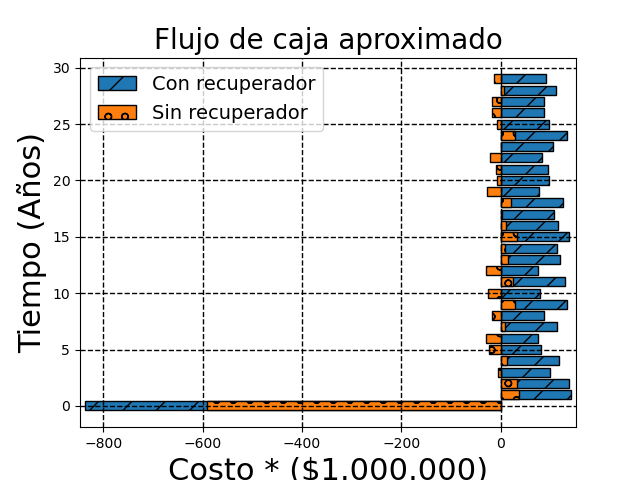 Flujo de caja aproximado
Con recuperador
Sin recuperador
Tiempo (Años)
30
25
20
15
10
5
0
−800
−600
−400
−200
0
Costo * ($1.000.000)